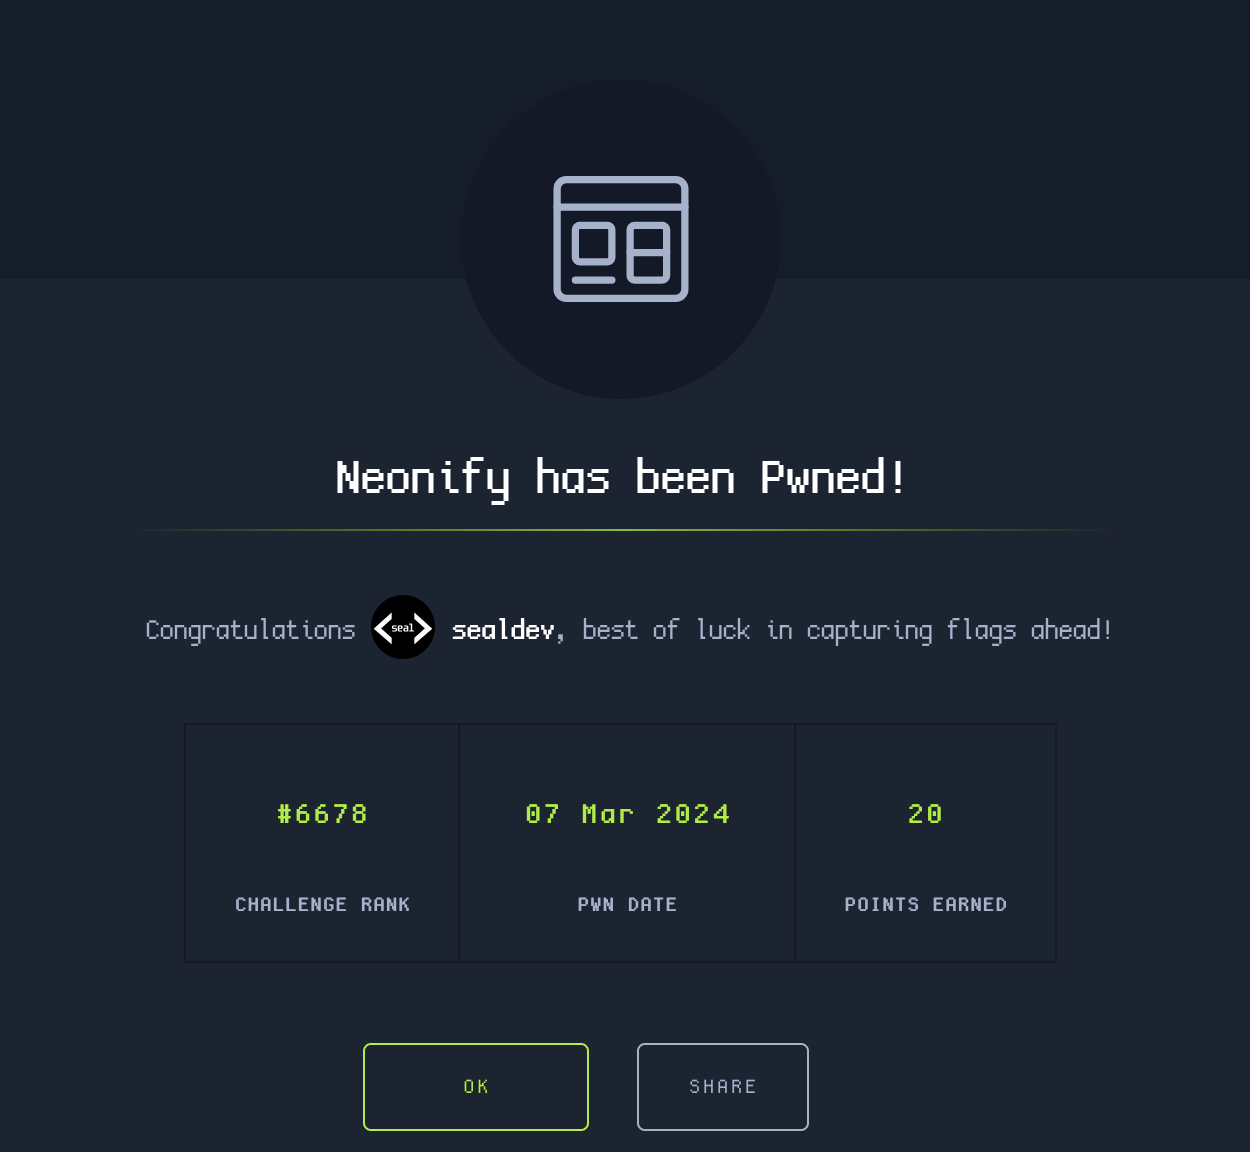 Neonify has been Pwned!
Congratulations <seal> sealdev, best of luck in capturing flags ahead!
#6678 07 Mar 2024 20
CHALLENGE RANK PWN DATE POINTS EARNED
OK SHARE